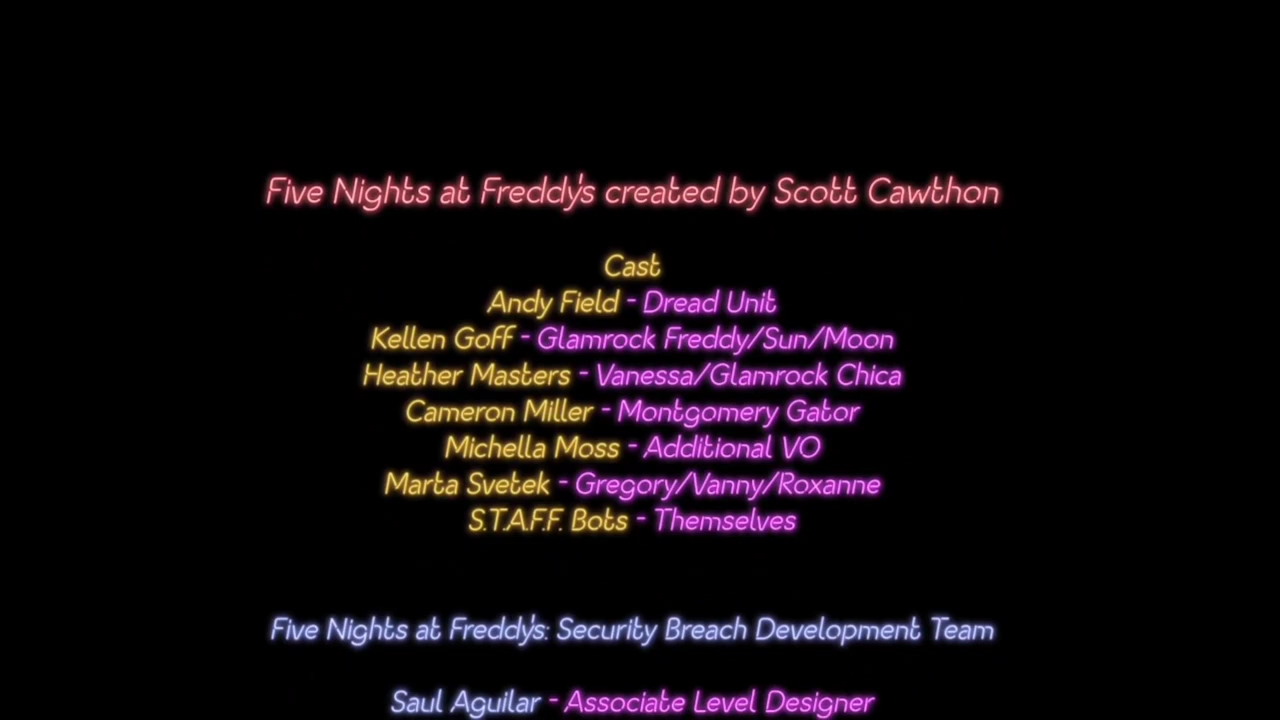 Five Nights at Freddy's created by Scott Cawthon
Cast
Andy Field - Dread Unit
Kellen Goff - Glamrock Freddy/Sun/Moon
Heather Masters - Vanessa/Glamrock Chica
Cameron Miller - Montgomery Gator
Michella Moss - Additional VO
Marta Svetek - Gregory/Vanny/Roxanne
S.T.A.F.F. Bots - Themselves
Five Nights at Freddy's: Security Breach Development Team
Saul Aguilar - Associate Level Designer